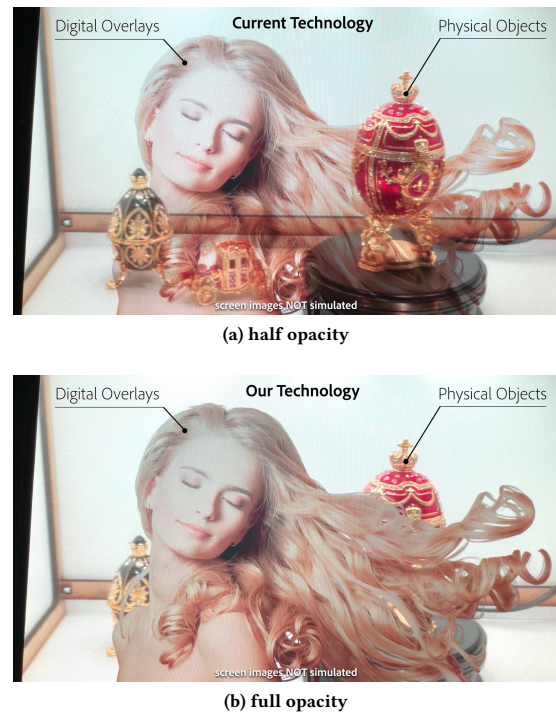 Current Technology
Digital Overlays
Physical Objects
screen images NOT simulated
(a) half opacity
Our Technology
Digital Overlays
Physical Objects
screen images NOT simulated
(b) full opacity